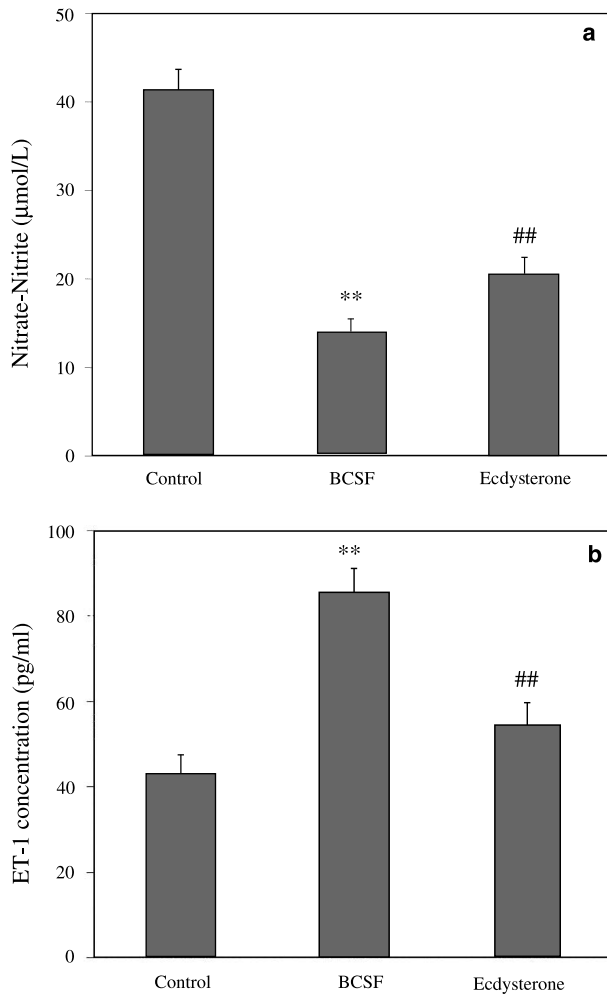 50
a
40
30
##
20
**
10
0
Nitrate-Nitrite (μmol/L)
Control BCSF Ecdysterone
100
b
**
80
##
60
40
20
0
ET-1 concentration (pg/ml)
Control BCSF Ecdysterone